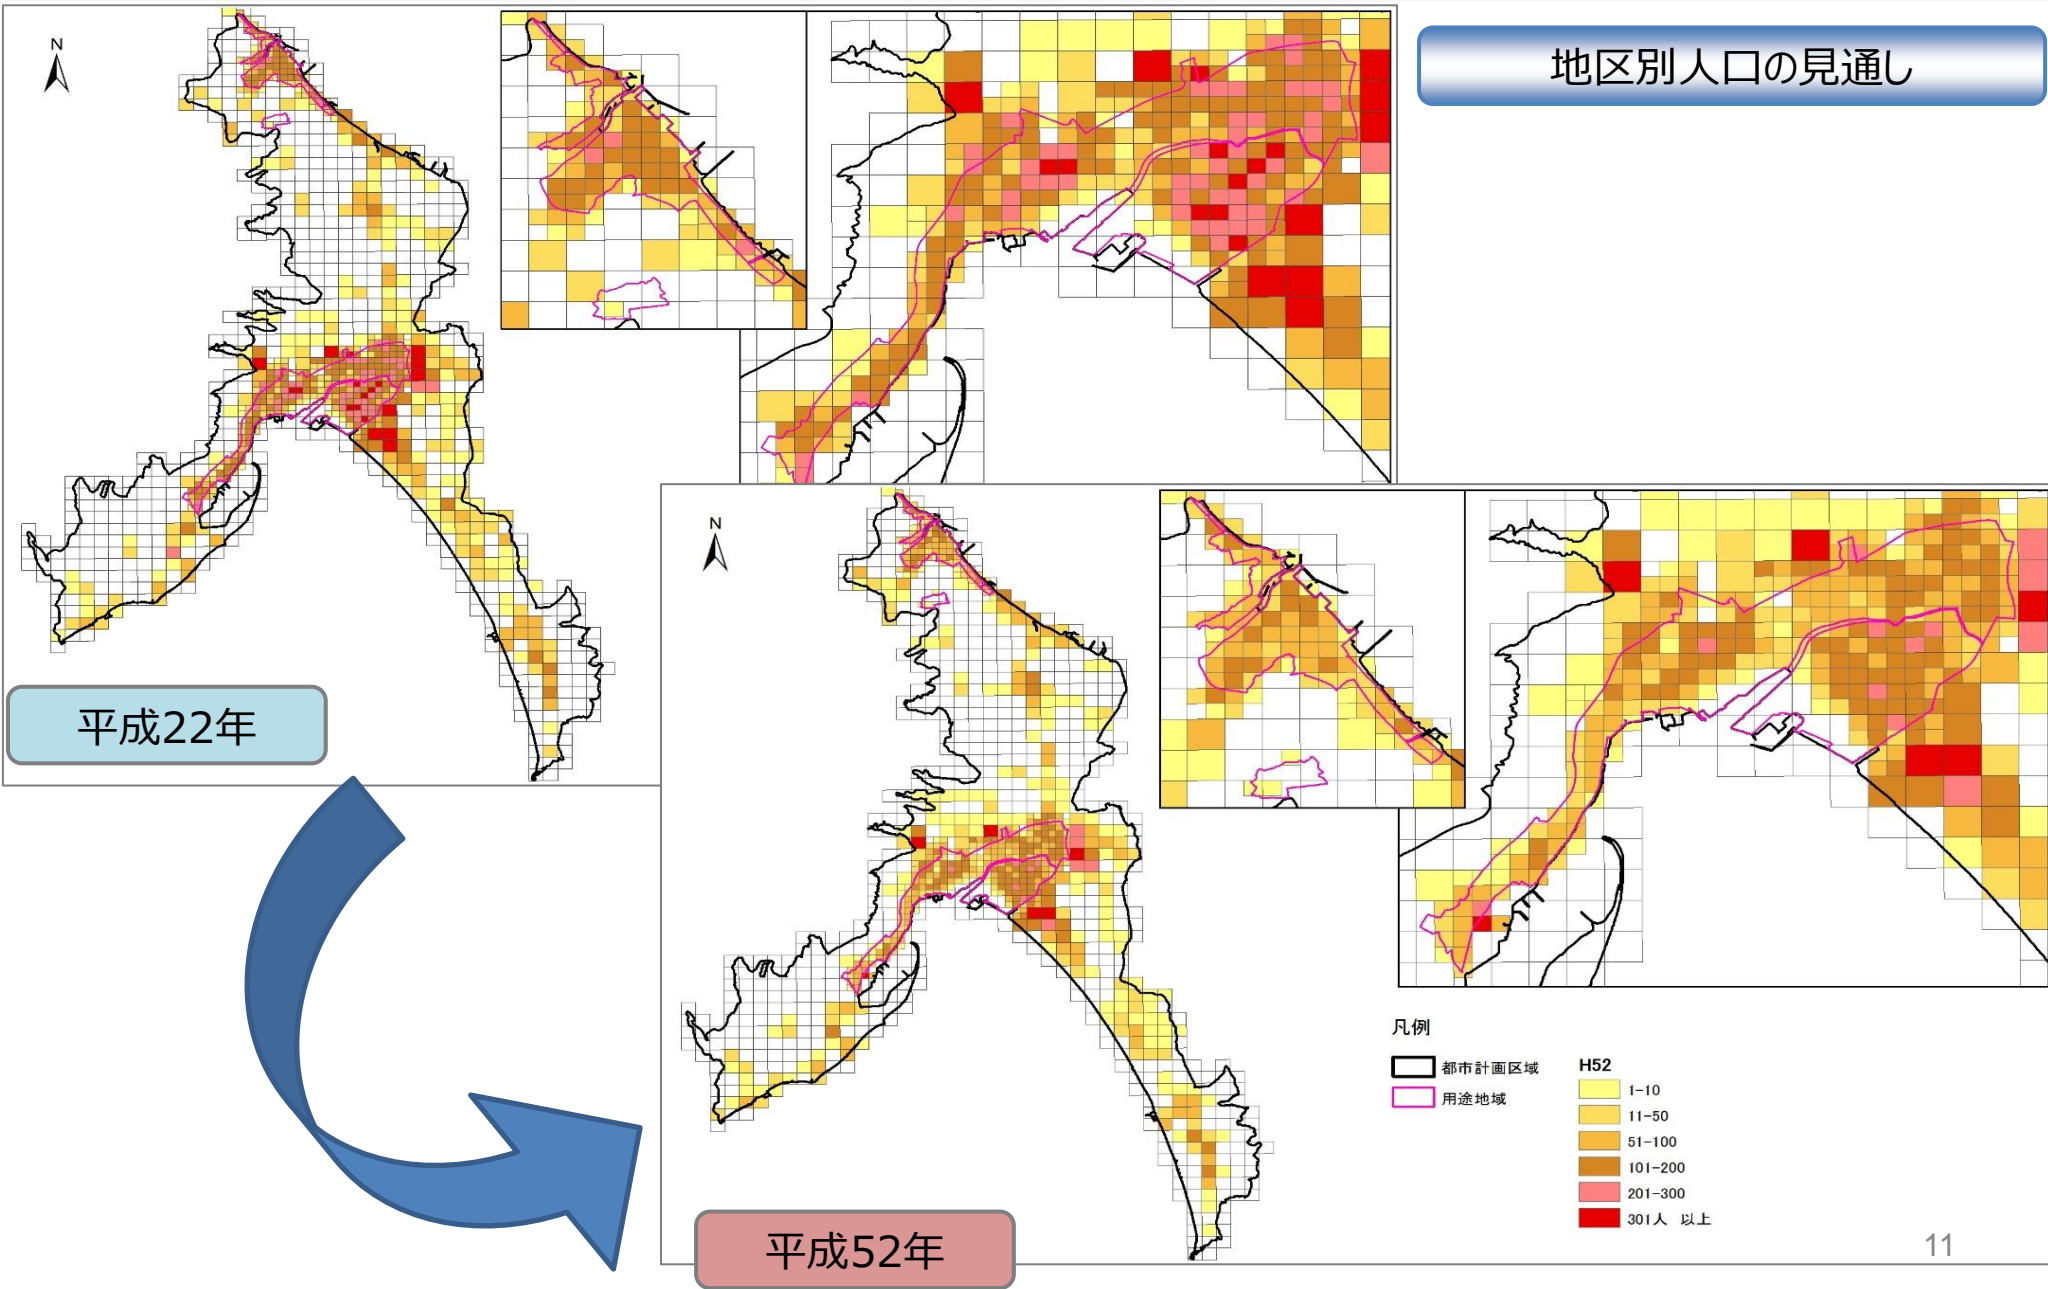 地区別人口の見通し
N
平成22年
N
平成52年
凡例
都市計画区域
用途地域
H52
1-10
11-50
51-100
101-200
201-300
301人 以上
11